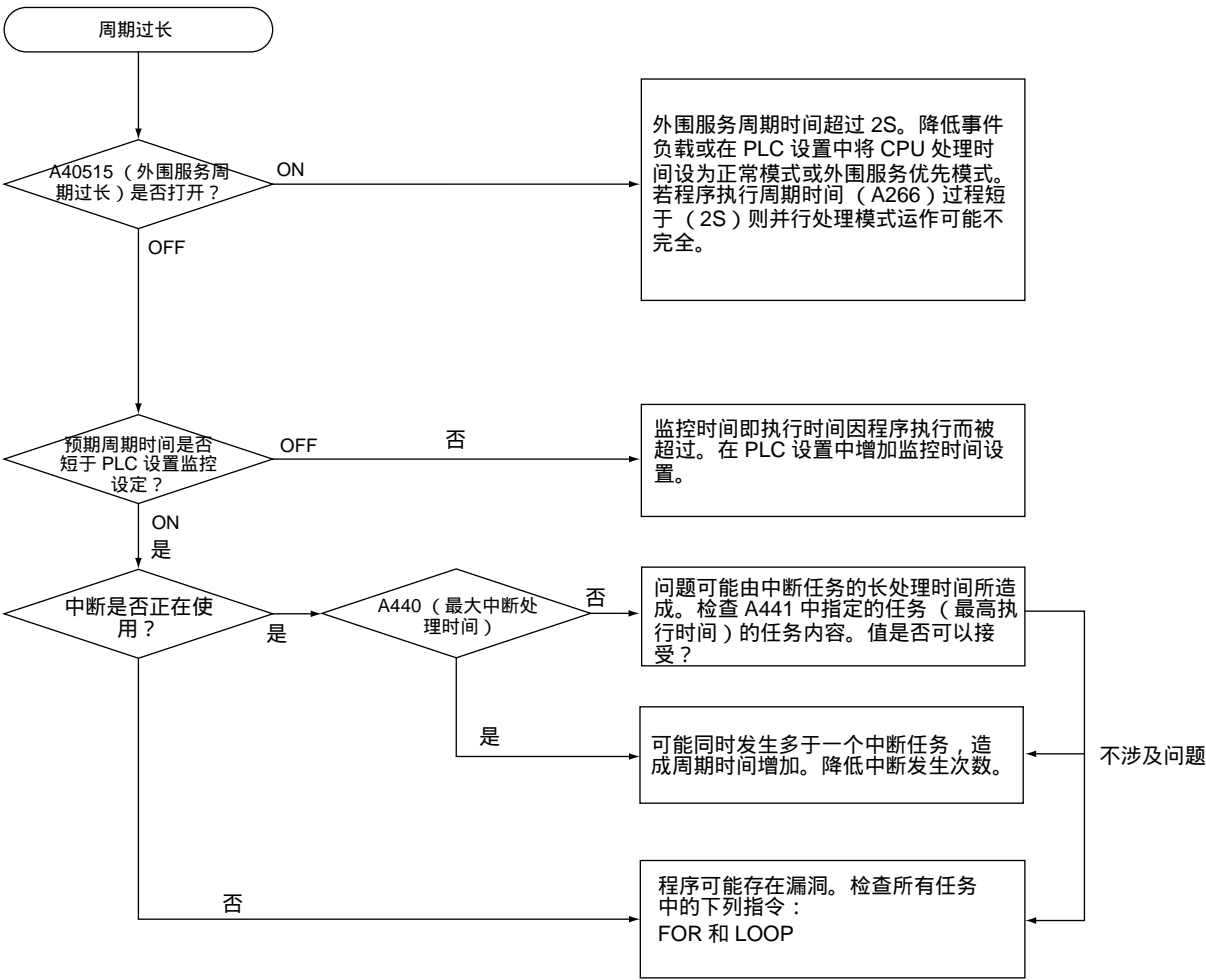 周期过长
A40515（外围服务周
期过长）是否打开？
ON
OFF
外围服务周期时间超过 2S。降低事件
负载或在 PLC 设置中将 CPU 处理时
间设为正常模式或外围服务优先模式。
若程序执行周期时间 （A266）过程短
于 （2S）则并行处理模式运作可能不
完全。
预期周期时间是否
短于 PLC 设置监控
设定？
OFF
否
ON
是
监控时间即执行时间因程序执行而被
超过。在 PLC 设置中增加监控时间设
置。
中断是否正在使
用？
是
A440 （最大中断处
理时间）
否
问题可能由中断任务的长处理时间所造
成。检查 A441 中指定的任务 （最高执
行时间）的任务内容。值是否可以接
受？
是
可能同时发生多于一个中断任务，造
成周期时间增加。降低中断发生次数。
不涉及问题
否
程序可能存在漏洞。检查所有任务
中的下列指令：
FOR 和 LOOP